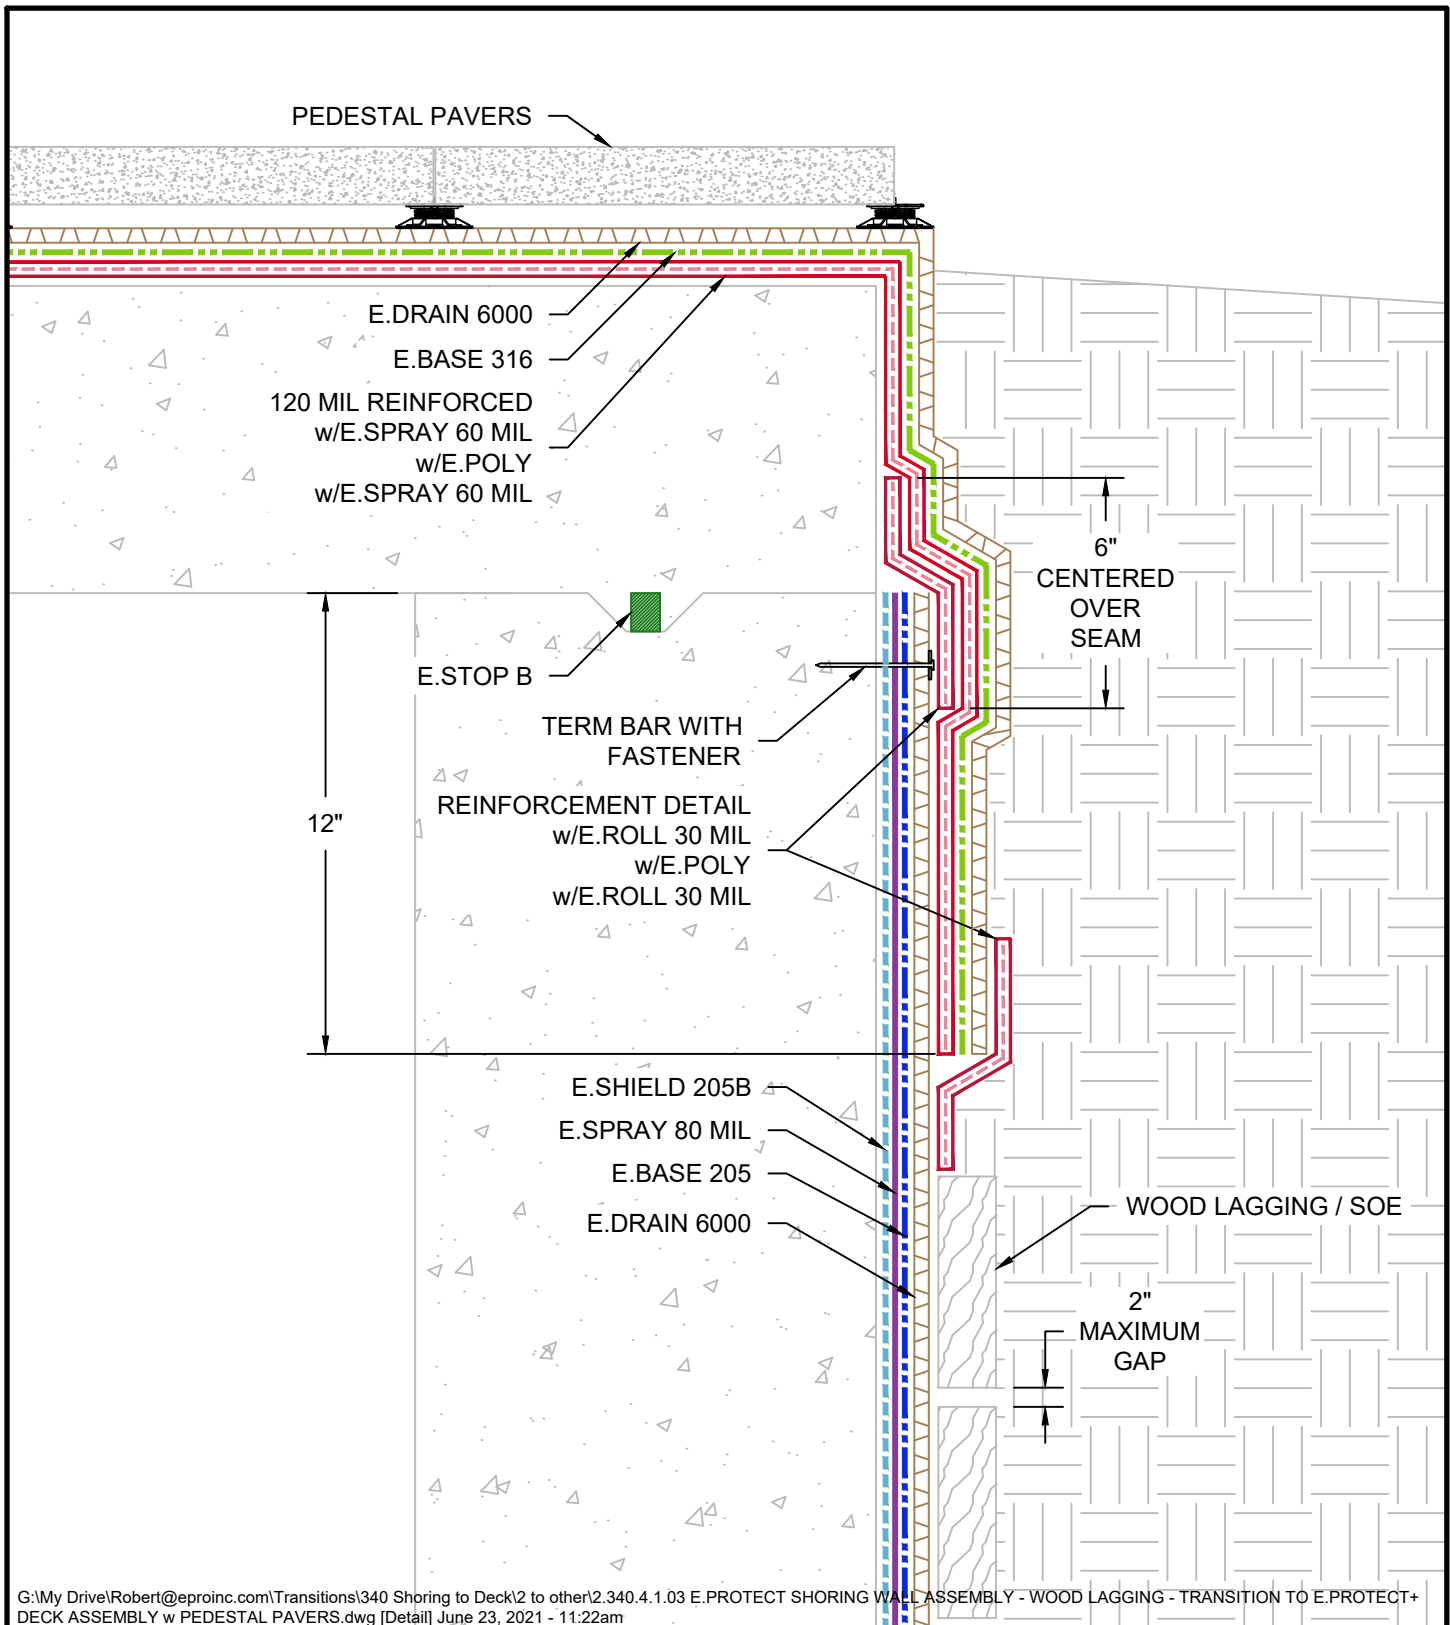 PEDESTAL PAVERS
E.DRAIN 6000
E.BASE 316
120 MIL REINFORCED
w/E.SPRAY 60 MIL
w/E.POLY
w/E.SPRAY 60 MIL
6"
CENTERED
OVER
SEAM
E.STOP B
TERM BAR WITH
FASTENER
12"
REINFORCEMENT DETAIL
w/E.ROLL 30 MIL
w/E.POLY
w/E.ROLL 30 MIL
E.SHIELD 205B
E.SPRAY 80 MIL
E.BASE 205
E.DRAIN 6000
WOOD LAGGING / SOE
2"
MAXIMUM
GAP
G:\My Drive\Robert@eproinc.com\Transitions\340 Shoring to Deck\2 to other\2.340.4.1.03 E.PROTECT SHORING WALL ASSEMBLY - WOOD LAGGING - TRANSITION TO E.PROTECT+
DECK ASSEMBLY w PEDESTAL PAVERS.dwg [Detail] June 23, 2021 - 11:22am